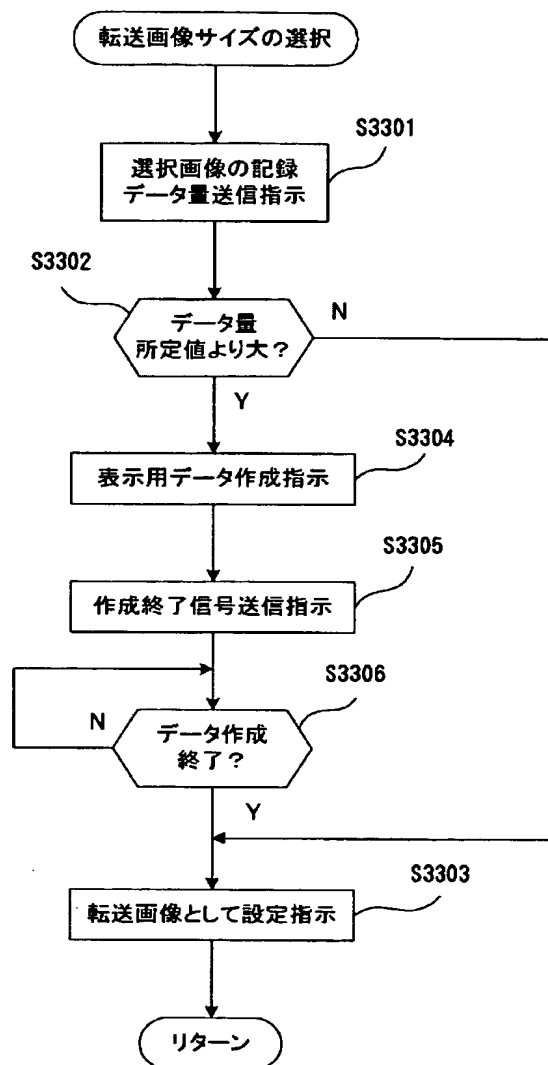 転送画像サイズの選択
S3301
選択画像の記録
データ量送信指示
S3302
データ量
所定値より大？
N
Y
S3304
表示用データ作成指示
S3305
作成終了信号送信指示
S3306
N
データ作成
終了？
Y
S3303
転送画像として設定指示
リターン